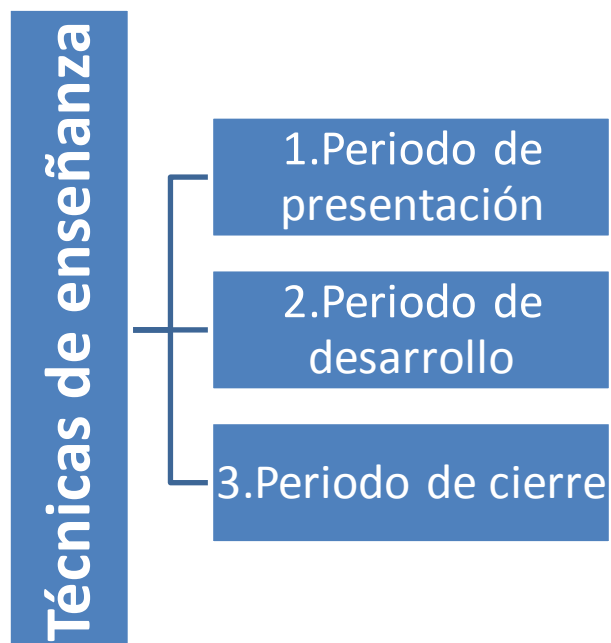 Técnicas de enseñanza
1.Periodo de
presentación
2.Periodo de
desarrollo
3.Periodo de cierre